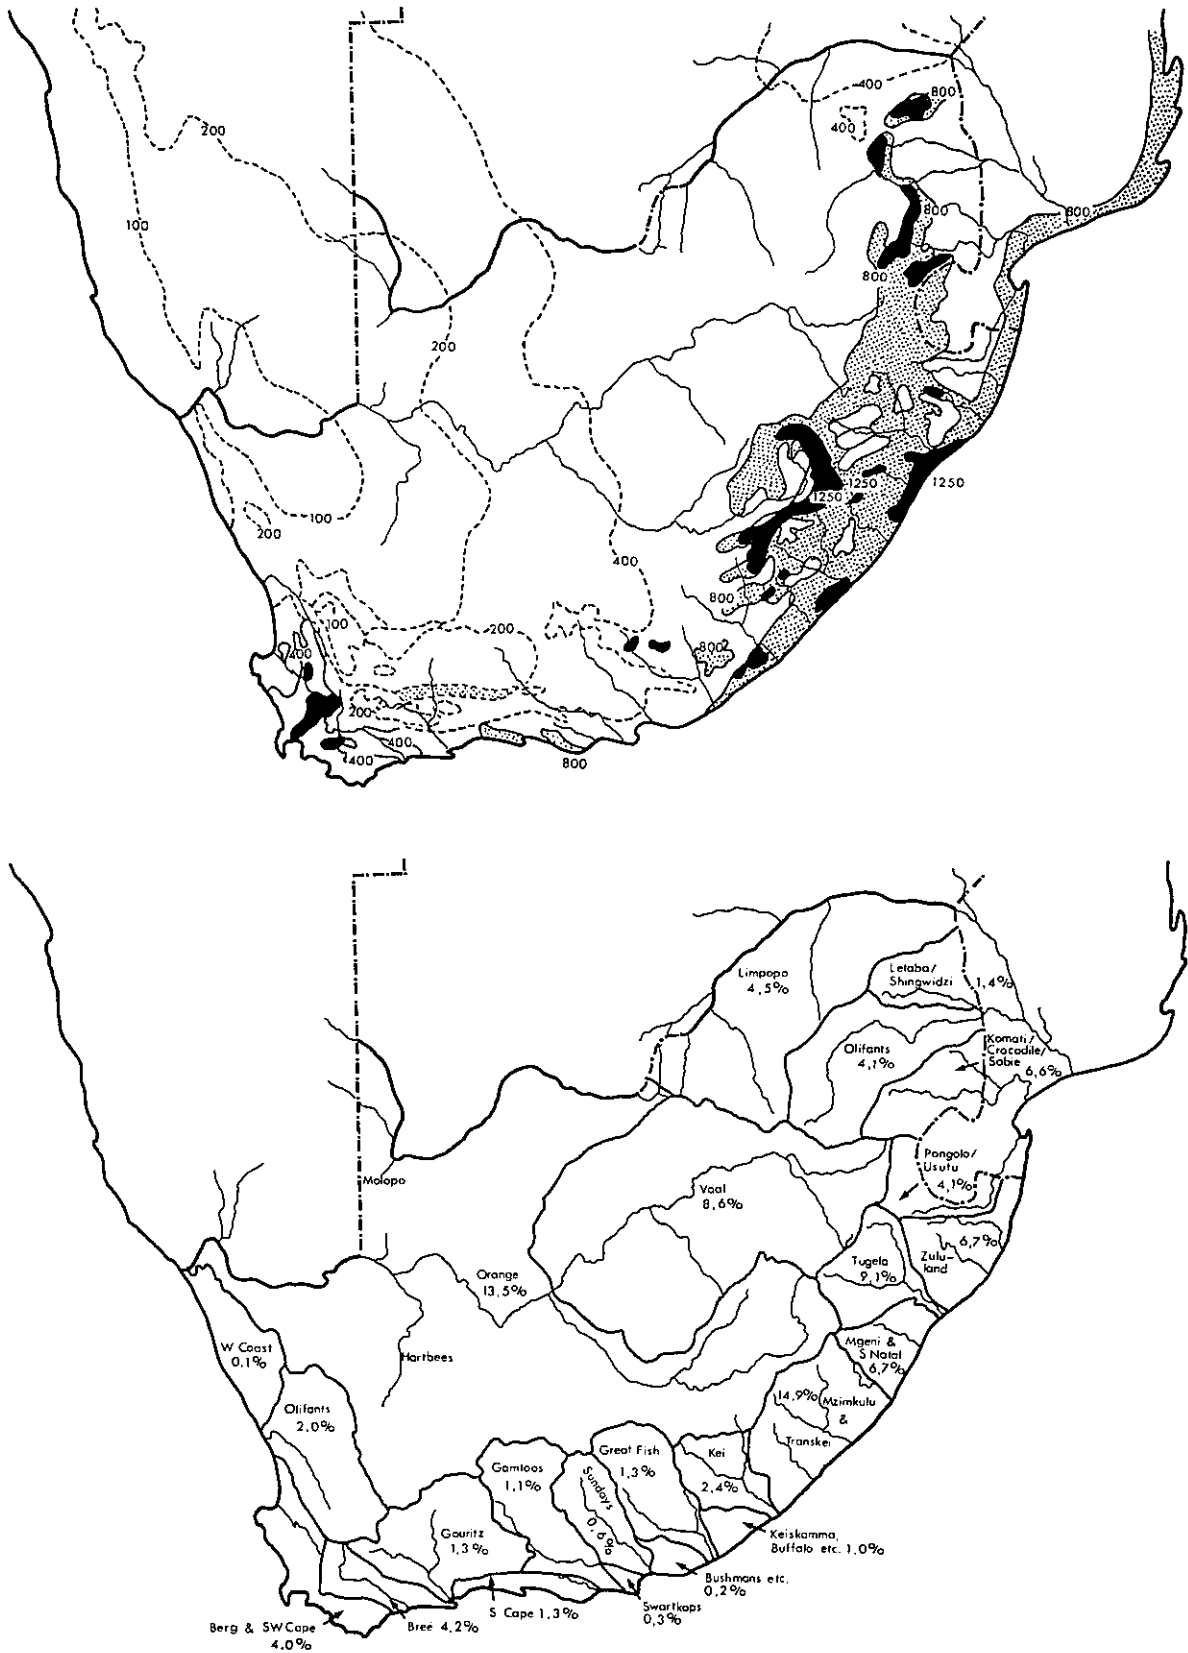 400
800
400
200
100
800
800
800
200
1250
1250
1250
100
200
400
800
100
200
800?
400
200
400
400
800
Limpopo
4,5%
Letaba/
Shingwidzi
1,4%
Olifants
4,1%
Komati/
Crocodile/
Sabie
6,6%
Pongolo/
Usutu
4,1%
Molopo
Vaal
8,6%
6,7%
Zulu-
land
Tugela
9,1%
Orange
13,5%
W Coast
0,1%
Hartbees
Mgeni &
S Natal
6,7%
14,9%
Mzimkulu
&
Transkei
Olifants
2,0%
Great Fish
1,3%
Kei
2,4%
Gamtoos
1,1%
Sundays
0,6%
Gouritz
1,3%
Keiskamma,
Buffalo etc. 1,0%
Bushmans etc.
0,2%
Swartkops
0,3%
S Cape 1,3%
Breë 4,2%
Berg & SW Cape
4.0%